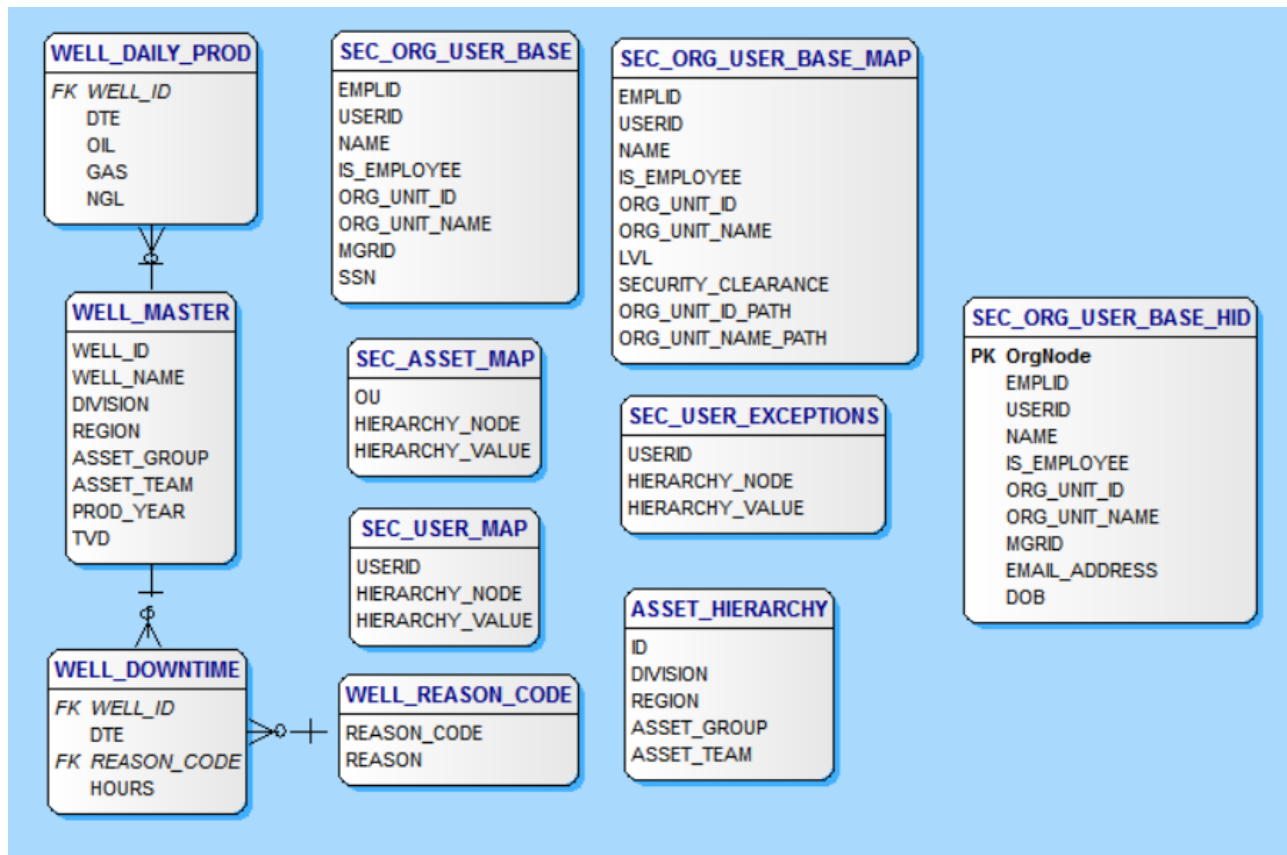 WELL_DAILY_PROD
FK WELL_ID
DTE
OIL
GAS
NGL
SEC_ORG_USER_BASE
EMPLID
USERID
NAME
IS_EMPLOYEE
ORG_UNIT_ID
ORG_UNIT_NAME
MGRID
SSN
SEC_ORG_USER_BASE_MAP
EMPLID
USERID
NAME
IS_EMPLOYEE
ORG_UNIT_ID
ORG_UNIT_NAME
LVL
SECURITY_CLEARANCE
ORG_UNIT_ID_PATH
ORG_UNIT_NAME_PATH
WELL_MASTER
WELL_ID
WELL_NAME
DIVISION
REGION
ASSET_GROUP
ASSET_TEAM
PROD_YEAR
TVD
SEC_ASSET_MAP
OU
HIERARCHY_NODE
HIERARCHY_VALUE
SEC_USER_EXCEPTIONS
USERID
HIERARCHY_NODE
HIERARCHY_VALUE
SEC_ORG_USER_BASE_HID
PK OrgNode
EMPLID
USERID
NAME
IS_EMPLOYEE
ORG_UNIT_ID
ORG_UNIT_NAME
MGRID
EMAIL_ADDRESS
DOB
SEC_USER_MAP
USERID
HIERARCHY_NODE
HIERARCHY_VALUE
ASSET_HIERARCHY
ID
DIVISION
REGION
ASSET_GROUP
ASSET_TEAM
WELL_DOWNTIME
FK WELL_ID
DTE
FK REASON_CODE
HOURS
WELL_REASON_CODE
REASON_CODE
REASON